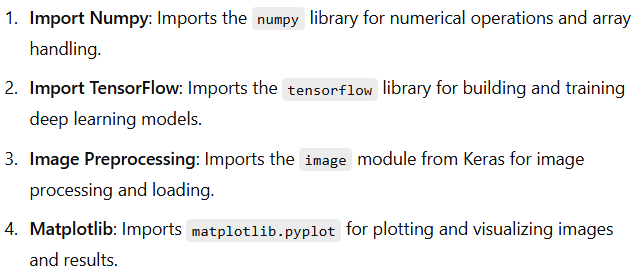 1. Import Numpy: Imports the numpy library for numerical operations and array
handling.
2. Import TensorFlow: Imports the tensorflow library for building and training
deep learning models.
3. Image Preprocessing: Imports the image module from Keras for image
processing and loading.
4. Matplotlib: Imports matplotlib.pyplot for plotting and visualizing images
and results.